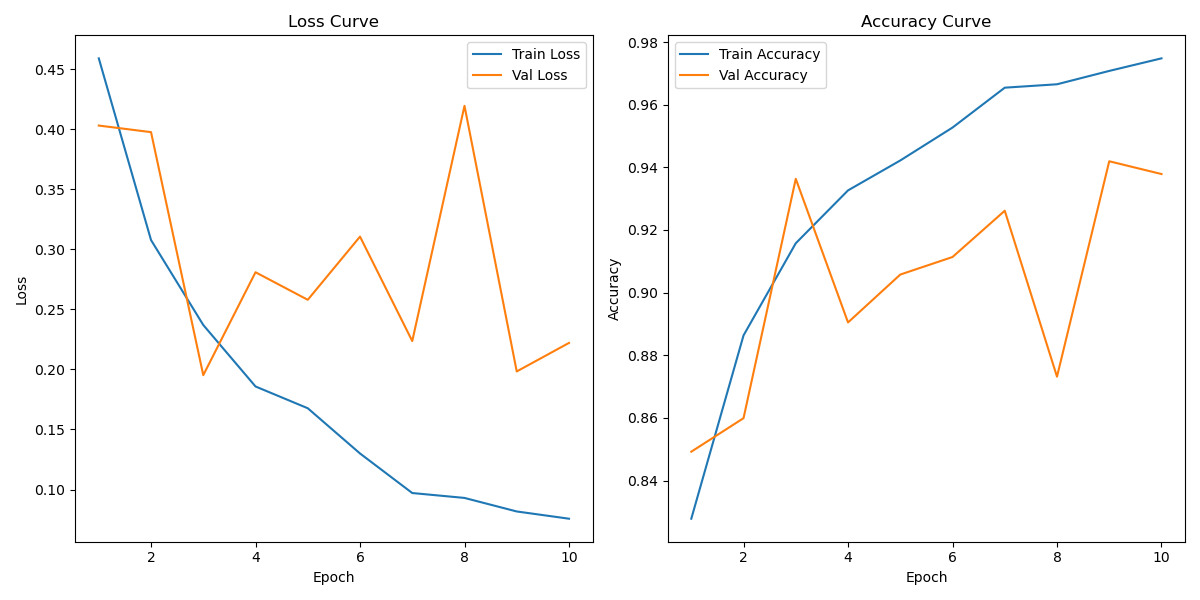 Loss Curve
Train Loss
Val Loss
0.45
0.40
0.35
0.30
0.25
0.20
0.15
0.10
Loss
2
4
6
8
10
Epoch
Accuracy Curve
Train Accuracy
Val Accuracy
0.98
0.96
0.94
0.92
0.90
0.88
0.86
0.84
Accuracy
2
4
6
8
10
Epoch